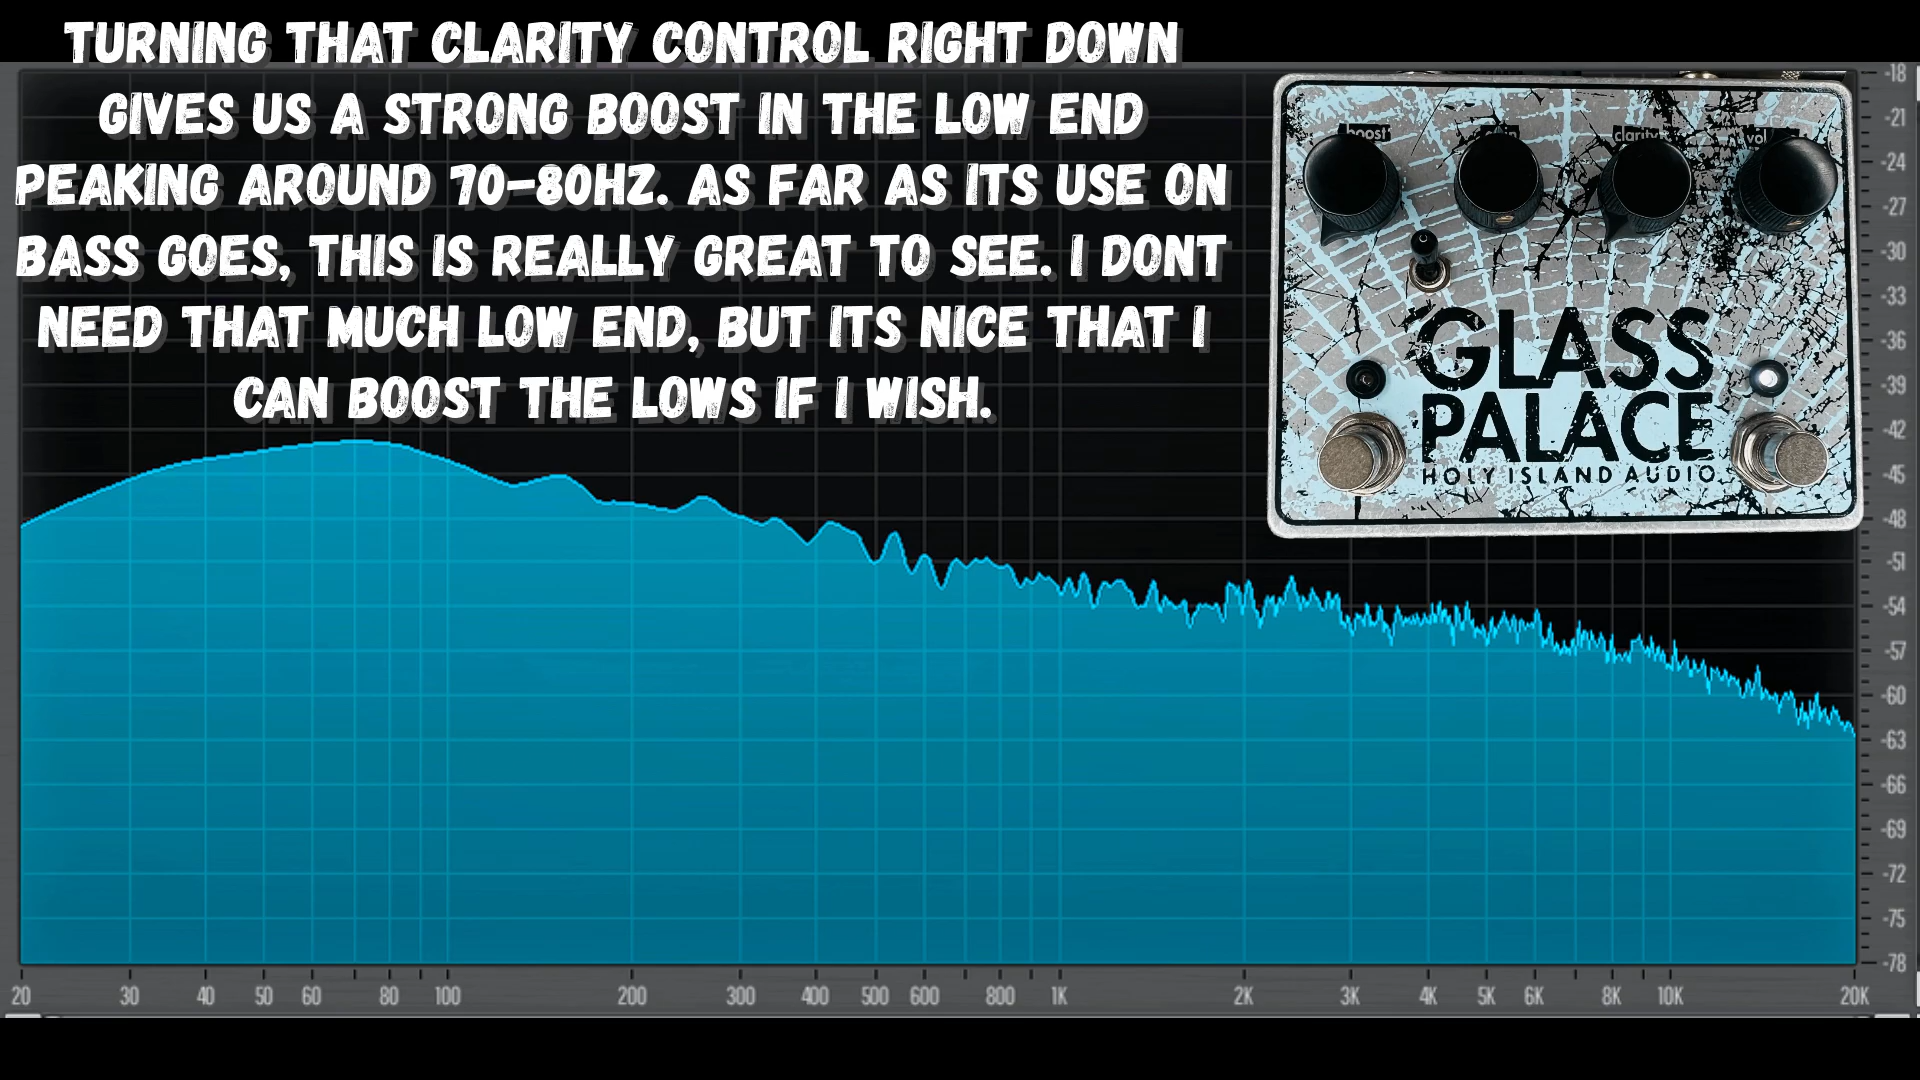 TURNING THAT CLARITY CONTROL RIGHT DOWN
GIVES US A STRONG BOOST IN THE LOW END
PEAKING AROUND 70-80HZ. AS FAR AS ITS USE ON
BASS GOES, THIS IS REALLY GREAT TO SEE. I DONT
NEED THAT MUCH LOW END, BUT ITS NICE THAT I
CAN BOOST THE LOWS IF I WISH.
boost clarity vol
GLASS
PALACE
HOLY ISLAND AUDIO
-18
-21
-24
-27
-30
-33
-36
-39
-42
-45
-48
-51
-54
-57
-60
-63
-66
-69
-72
-75
-78
20 30 40 50 60 80 100 200 300 400 500 600 800 1K 2K 3K 4K 5K 6K 8K 10K 20K